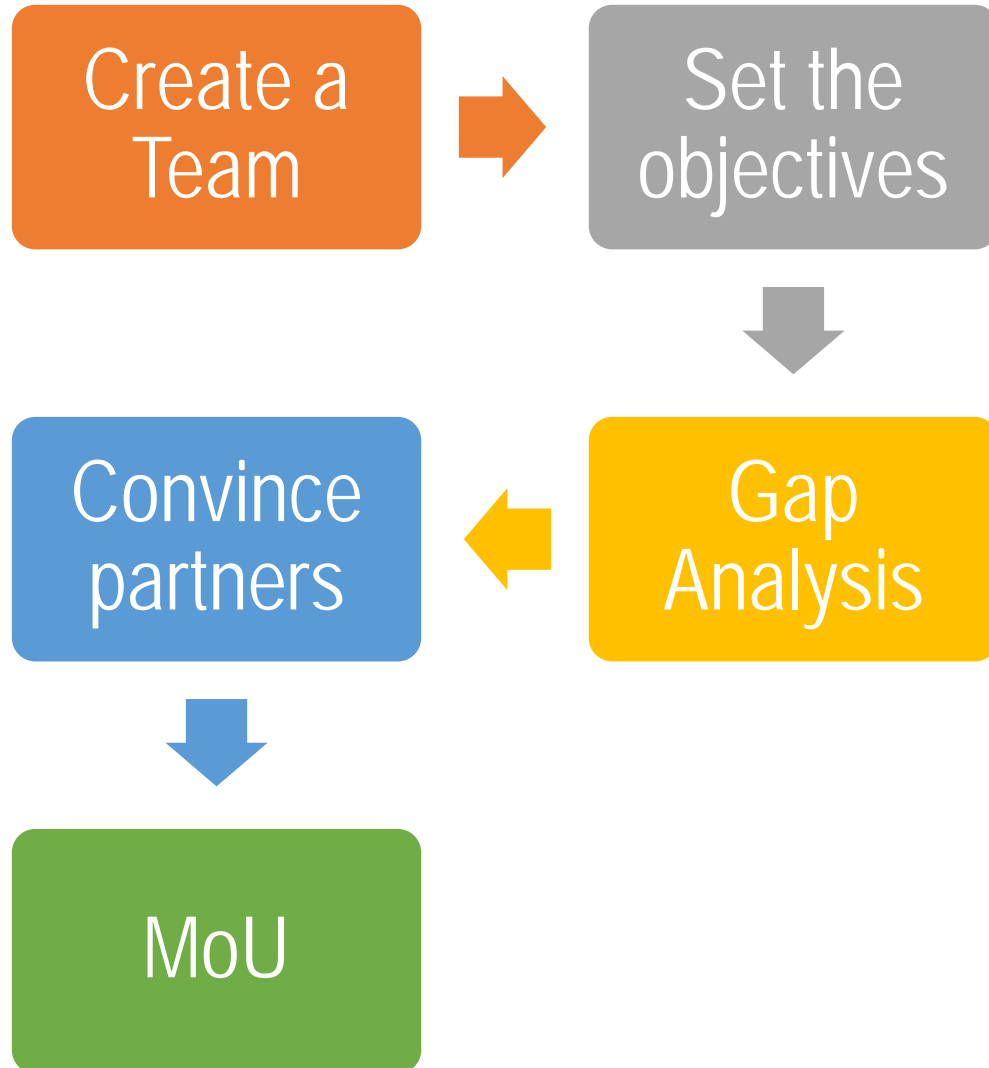 Create a
Team
Set the
objectives
Gap
Analysis
Convince
partners
MoU